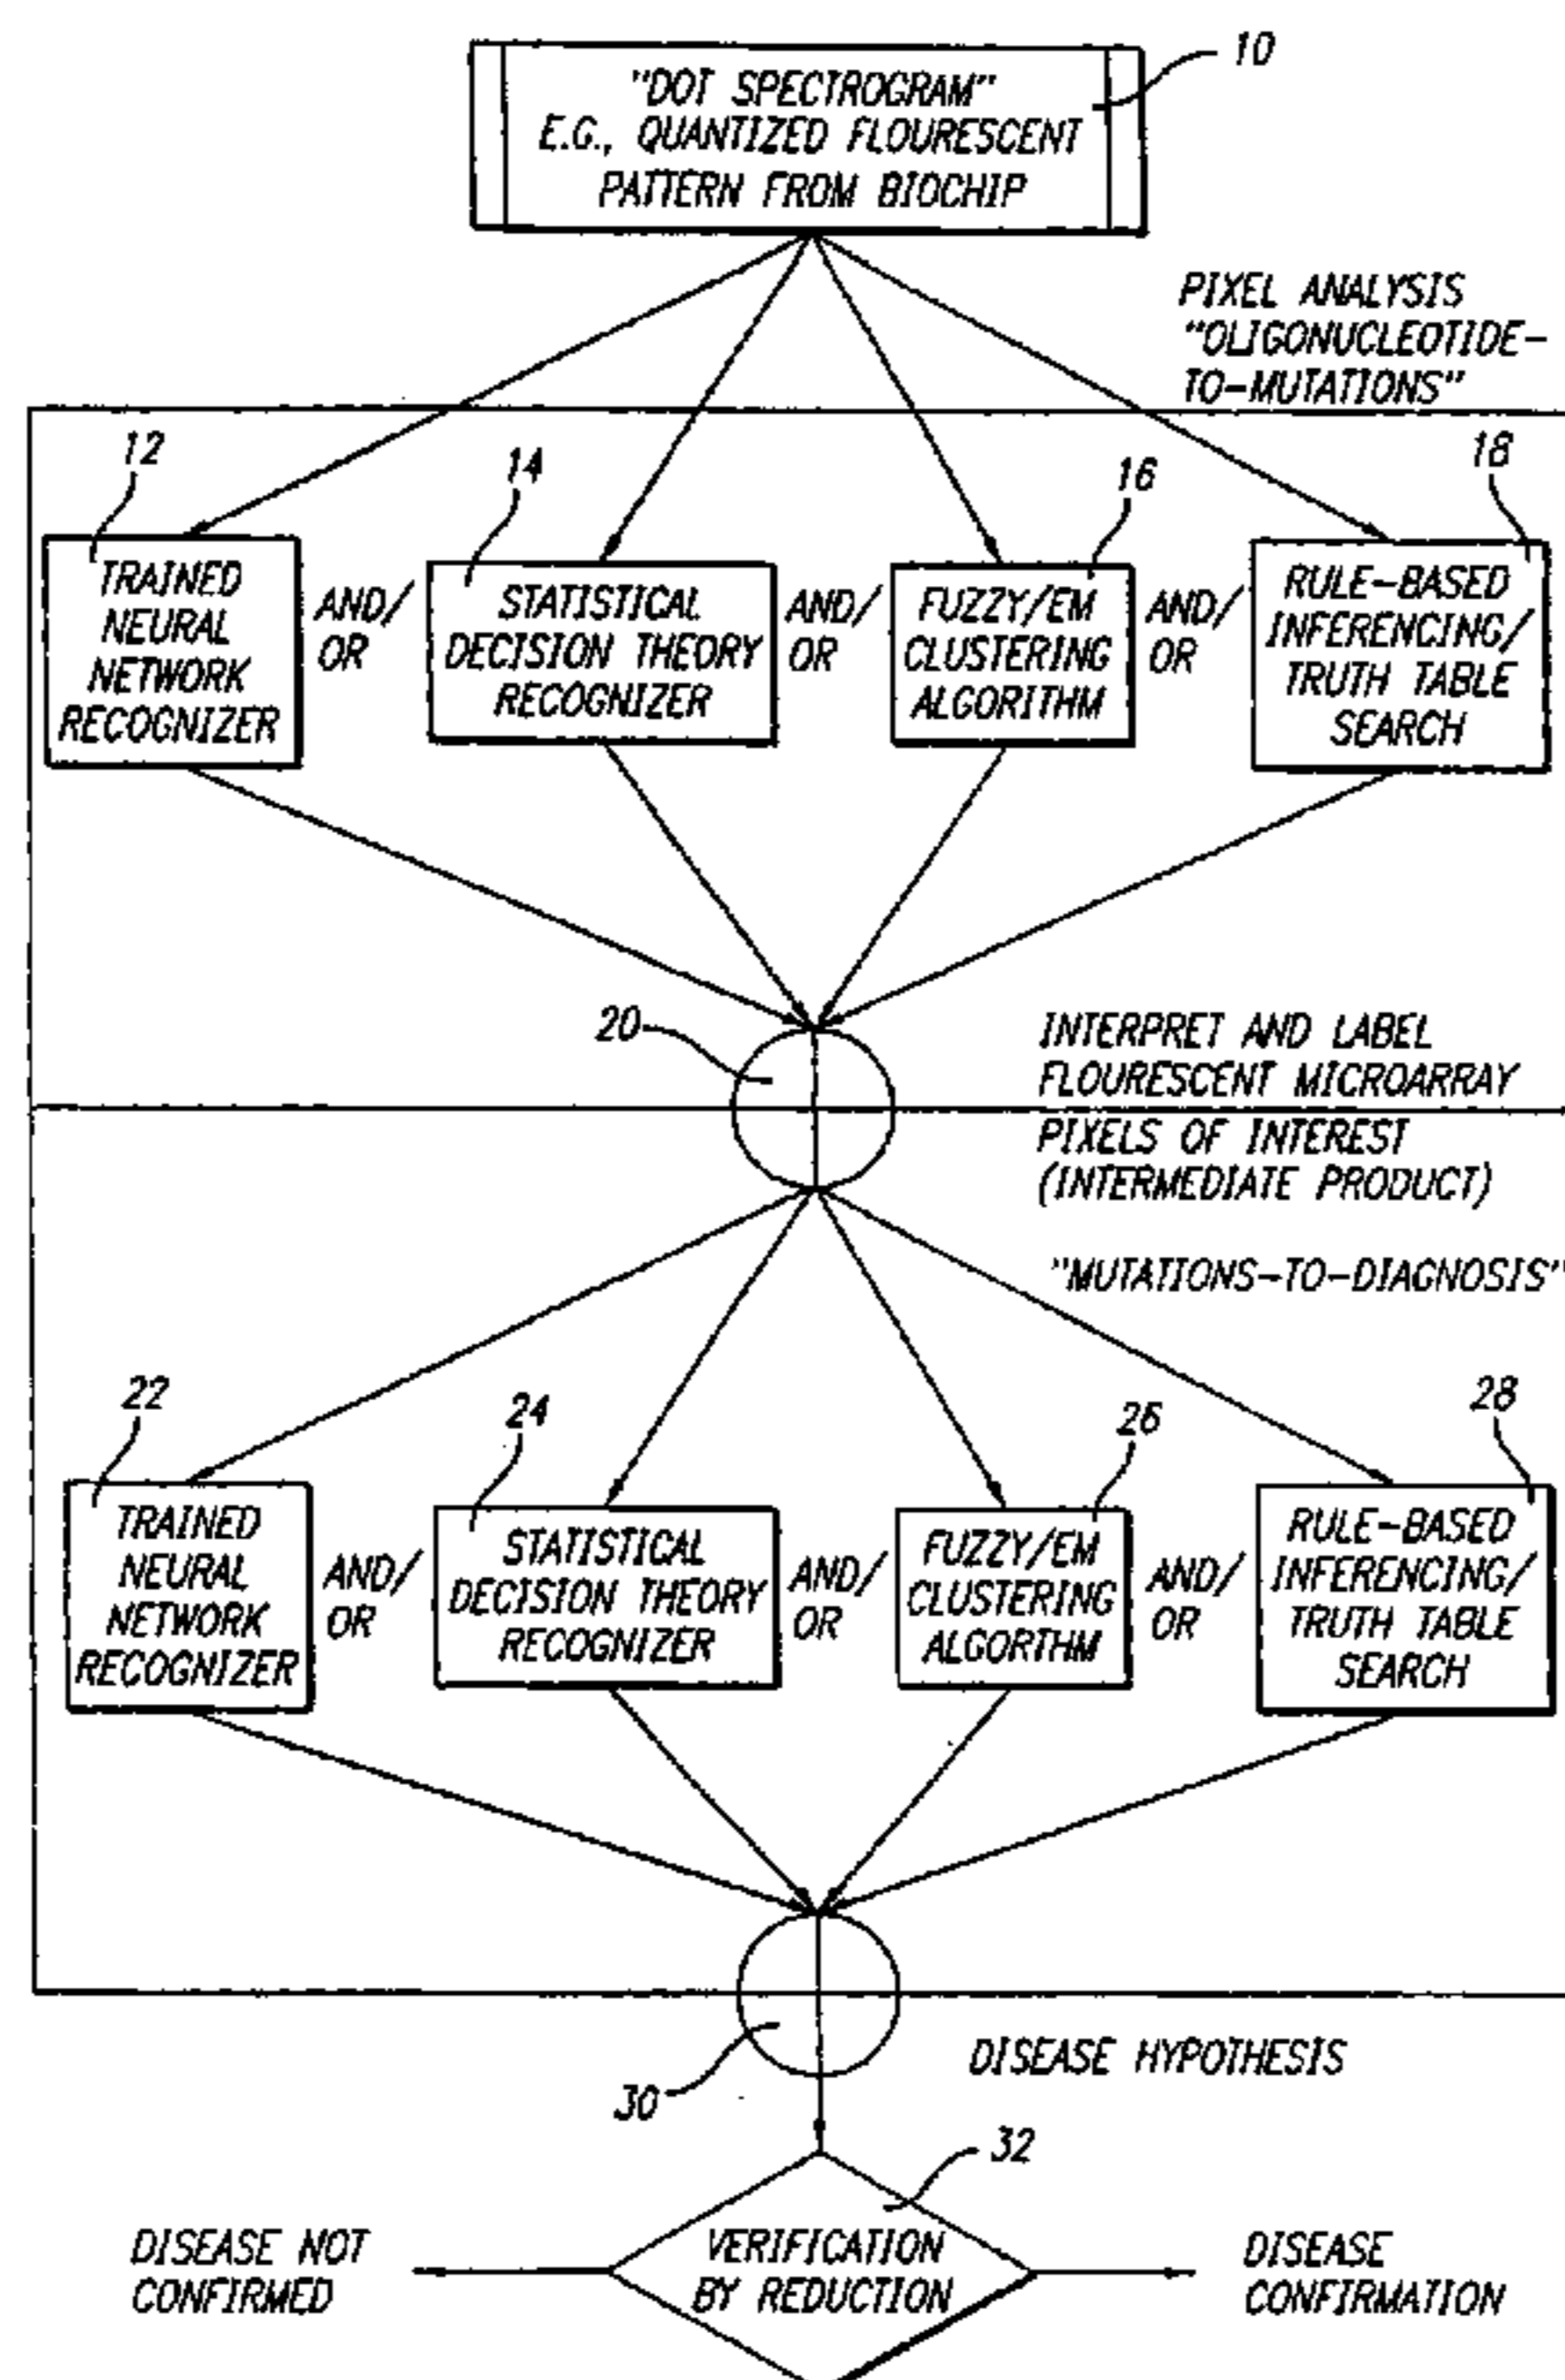 10
"DOT SPECTROGRAM"
E.G., QUANTIZED FLOURESCENT
PATTERN FROM BIOCHIP
PIXEL ANALYSIS
"OLIGONUCLEOTIDE-
TO-MUTATIONS"
12
14
16
18
TRAINED
NEURAL
NETWORK
RECOGNIZER
AND/
OR
STATISTICAL
DECISION THEORY
RECOGNIZER
AND/
OR
FUZZY/EM
CLUSTERING
ALGORITHM
AND/
OR
RULE-BASED
INFERENCING/
TRUTH TABLE
SEARCH
20
INTERPRET AND LABEL
FLOURESCENT MICROARRAY
PIXELS OF INTEREST
(INTERMEDIATE PRODUCT)
"MUTATIONS-TO-DIAGNOSIS"
22
24
26
28
TRAINED
NEURAL
NETWORK
RECOGNIZER
AND/
OR
STATISTICAL
DECISION THEORY
RECOGNIZER
AND/
OR
FUZZY/EM
CLUSTERING
ALGORTHM
AND/
OR
RULE-BASED
INFERENCING/
TRUTH TABLE
SEARCH
30
DISEASE HYPOTHESIS
32
DISEASE NOT
CONFIRMED
VERIFICATION
BY REDUCTION
DISEASE
CONFIRMATION